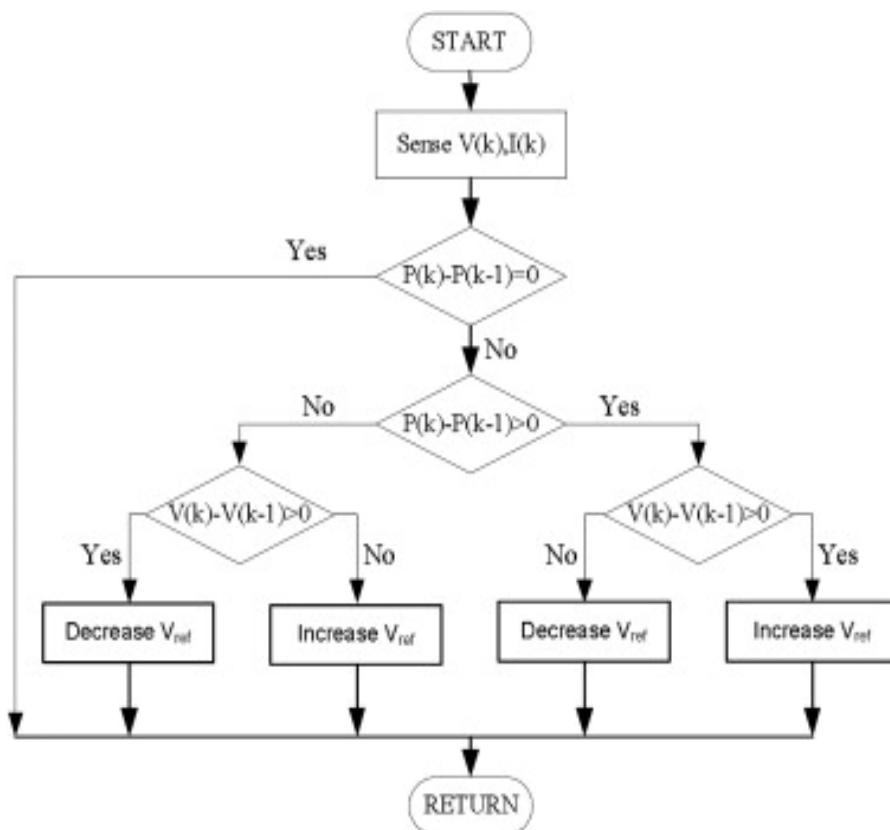 START
Sense V(k),I(k)
Yes
P(k)-P(k-1)=0
No
No
P(k)-P(k-1)>0
Yes
V(k)-V(k-1)>0
V(k)-V(k-1)>0
Yes
No
No
Yes
Decrease Vref
Increase Vref
Decrease Vref
Increase Vref
RETURN